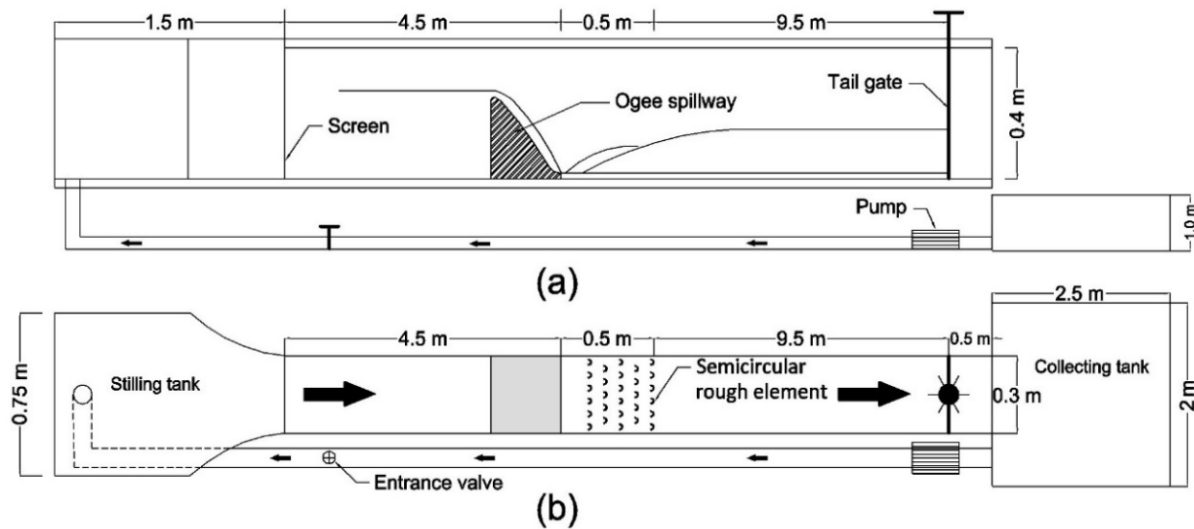 1.5 m
4.5 m
0.5 m
9.5 m
Screen
Ogee spillway
Tail gate
0.4 m
Pump
1.0 m
(a)
2.5 m
4.5 m
0.5 m
9.5 m
0.5 m
0.75 m
Stilling tank
Semicircular
rough element
0.3 m
Collecting tank
2 m
Entrance valve
(b)